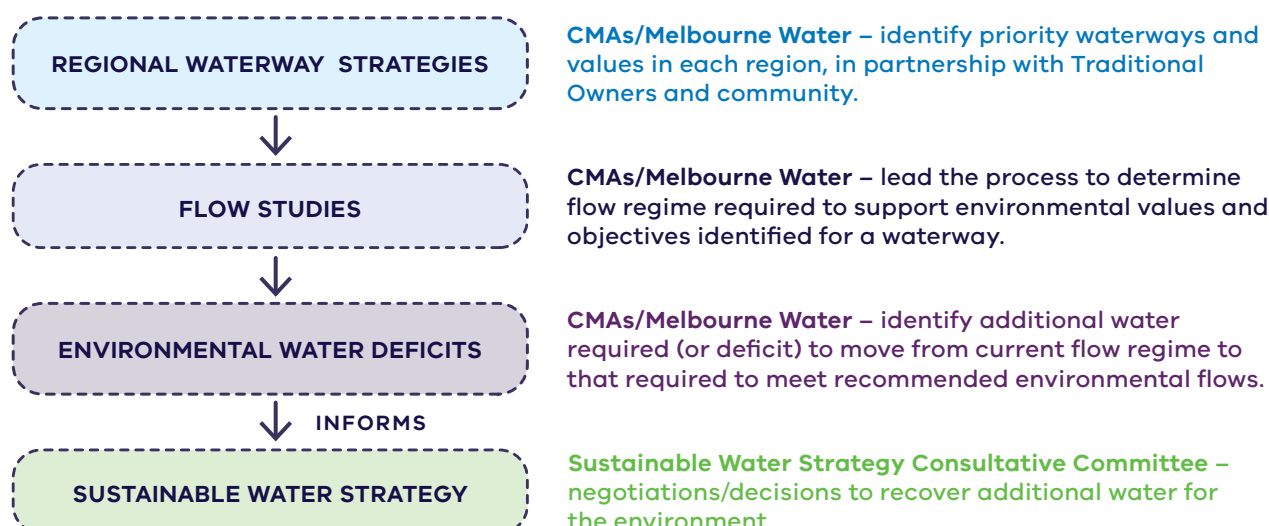 REGIONAL WATERWAY STRATEGIES
CMAs/Melbourne Water – identify priority waterways and
values in each region, in partnership with Traditional
Owners and community.
FLOW STUDIES
CMAs/Melbourne Water – lead the process to determine
flow regime required to support environmental values and
objectives identified for a waterway.
ENVIRONMENTAL WATER DEFICITS
CMAs/Melbourne Water – identify additional water
required (or deficit) to move from current flow regime to
that required to meet recommended environmental flows.
INFORMS
SUSTAINABLE WATER STRATEGY
Sustainable Water Strategy Consultative Committee –
negotiations/decisions to recover additional water for
the environment